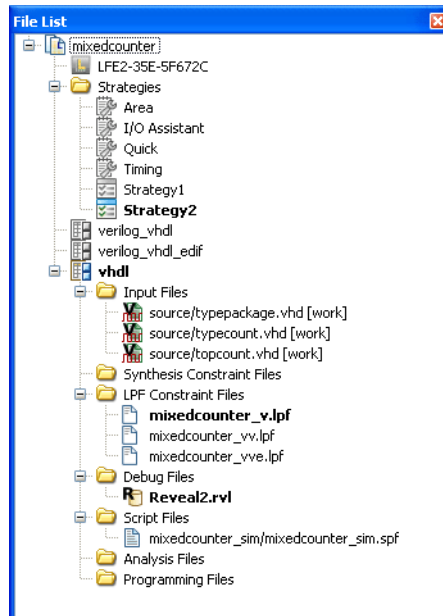 File List
mixedcounter
LFE2-35E-5F672C
Strategies
Area
I/O Assistant
Quick
Timing
Strategy1
Strategy2
verilog_vhdl
verilog_vhdl_edif
vhdl
Input Files
source/typepackage.vhd [work]
source/typecount.vhd [work]
source/topcount.vhd [work]
Synthesis Constraint Files
LPF Constraint Files
mixedcounter_v.lpf
mixedcounter_vv.lpf
mixedcounter_vve.lpf
Debug Files
Reveal2.rvl
Script Files
mixedcounter_sim/mixedcounter_sim.spf
Analysis Files
Programming Files